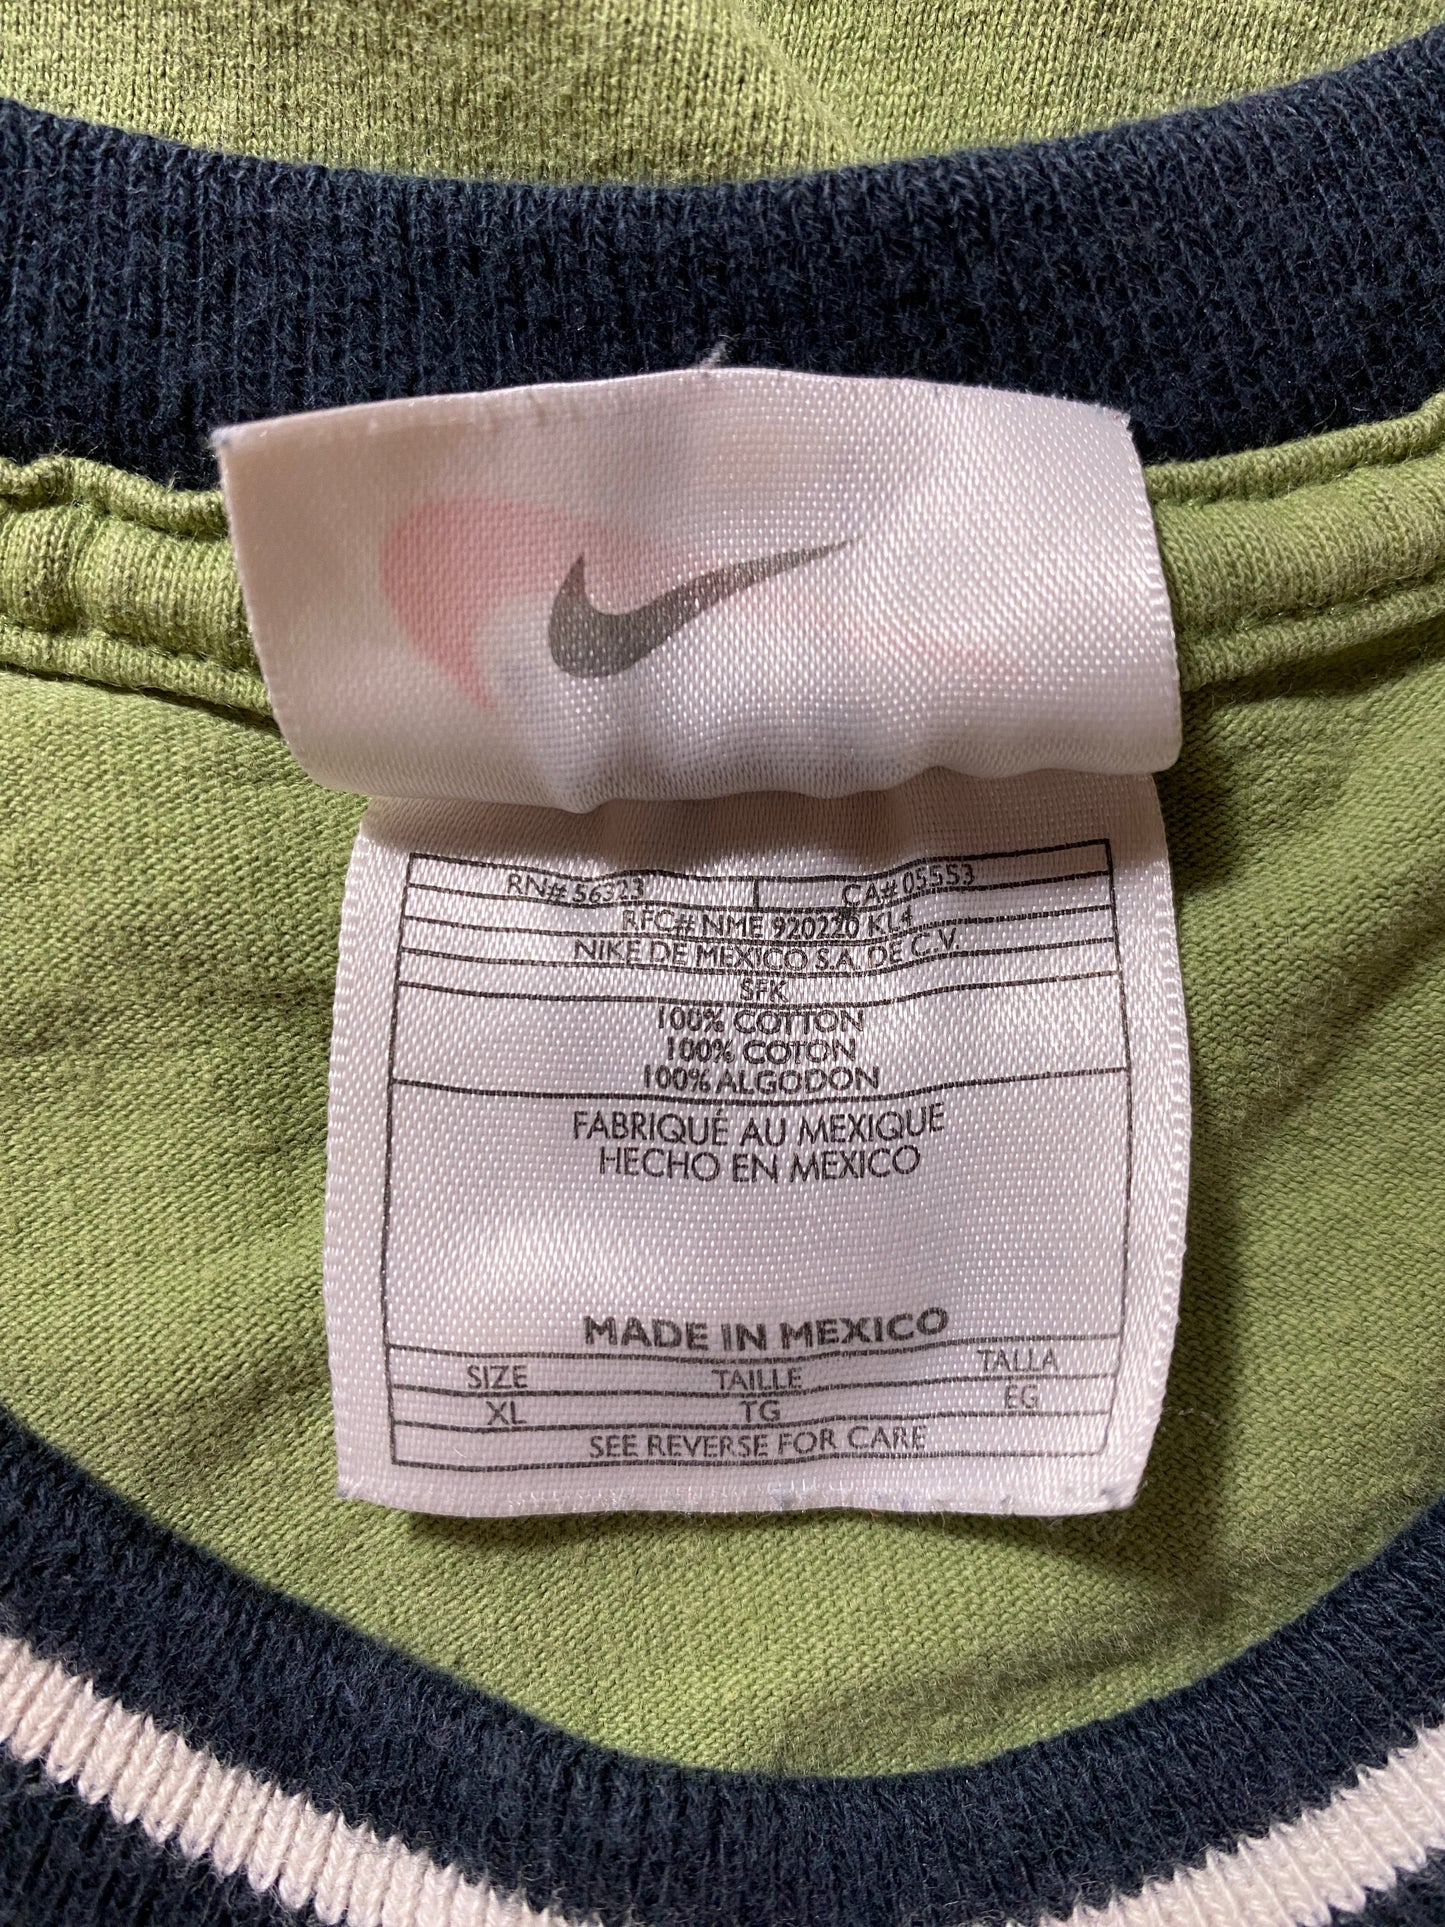 RN# 56323 CA# 05553
RFC# NME 920220 KL4
NIKE DE MEXICO S.A. DE C.V.
SFK
100% COTTON
100% COTON
100% ALGODON
FABRIQUÉ AU MEXIQUE
HECHO EN MEXICO
MADE IN MEXICO
SIZE TAILLE TALLA
XL TG EG
SEE REVERSE FOR CARE